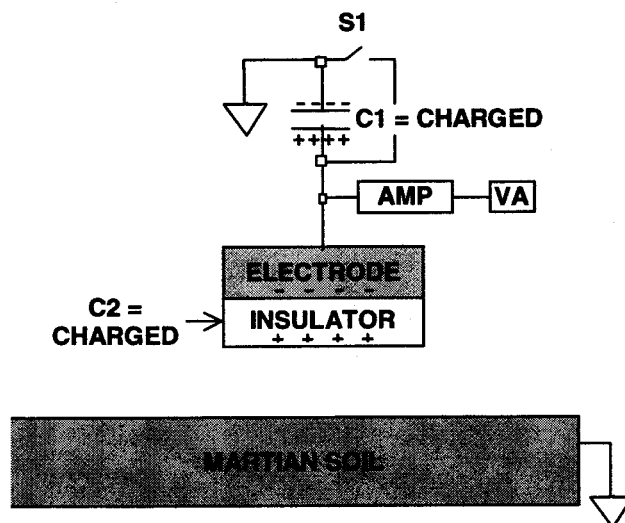 S1
C1 = CHARGED
- - - - -
++++
AMP
VA
ELECTRODE
- - - -
C2 =
CHARGED
INSULATOR
+ + + +
MARTIAN SOIL